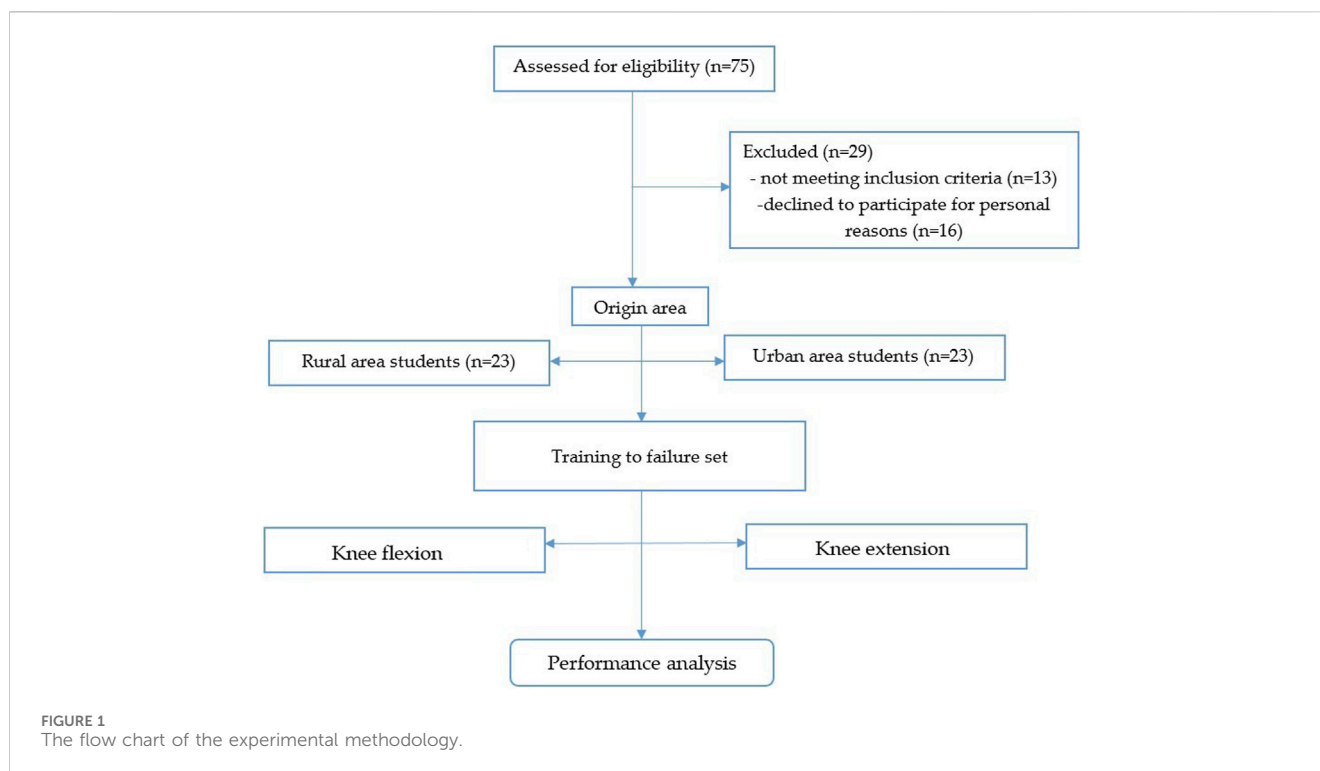 Assessed for eligibility (n=75)
Excluded (n=29)
- not meeting inclusion criteria (n=13)
-declined to participate for personal
reasons (n=16)
Origin area
Rural area students (n=23)
Urban area students (n=23)
Training to failure set
Knee flexion
Knee extension
Performance analysis
FIGURE 1
The flow chart of the experimental methodology.